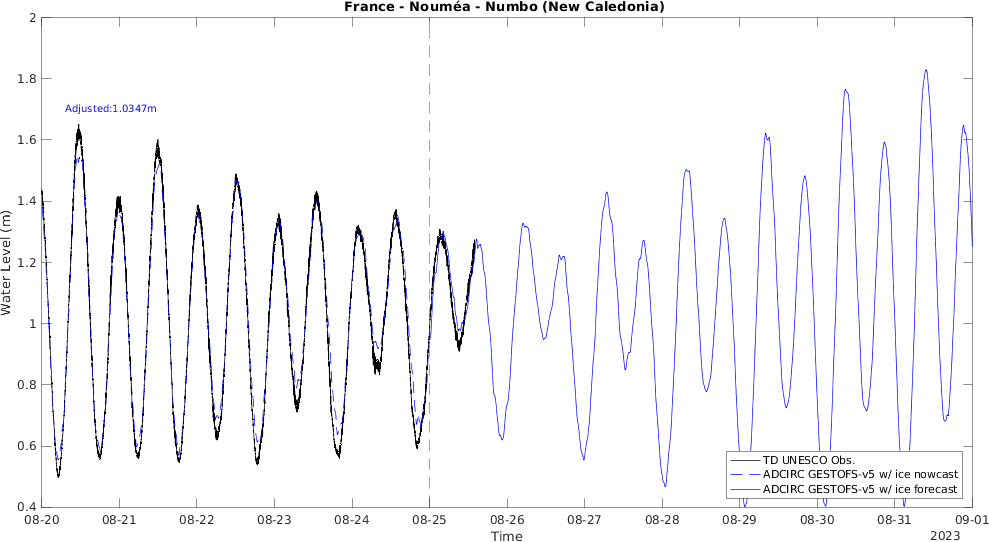 France - Nouméa - Numbo (New Caledonia)
2
1.8
1.6
1.4
1.2
1
0.8
0.6
0.4
Water Level (m)
Adjusted:1.0347m
TD UNESCO Obs.
ADCIRC GESTOFS-v5 w/ ice nowcast
ADCIRC GESTOFS-v5 w/ ice forecast
08-20 08-21 08-22 08-23 08-24 08-25 08-26 08-27 08-28 08-29 08-30 08-31 09-01
Time
2023